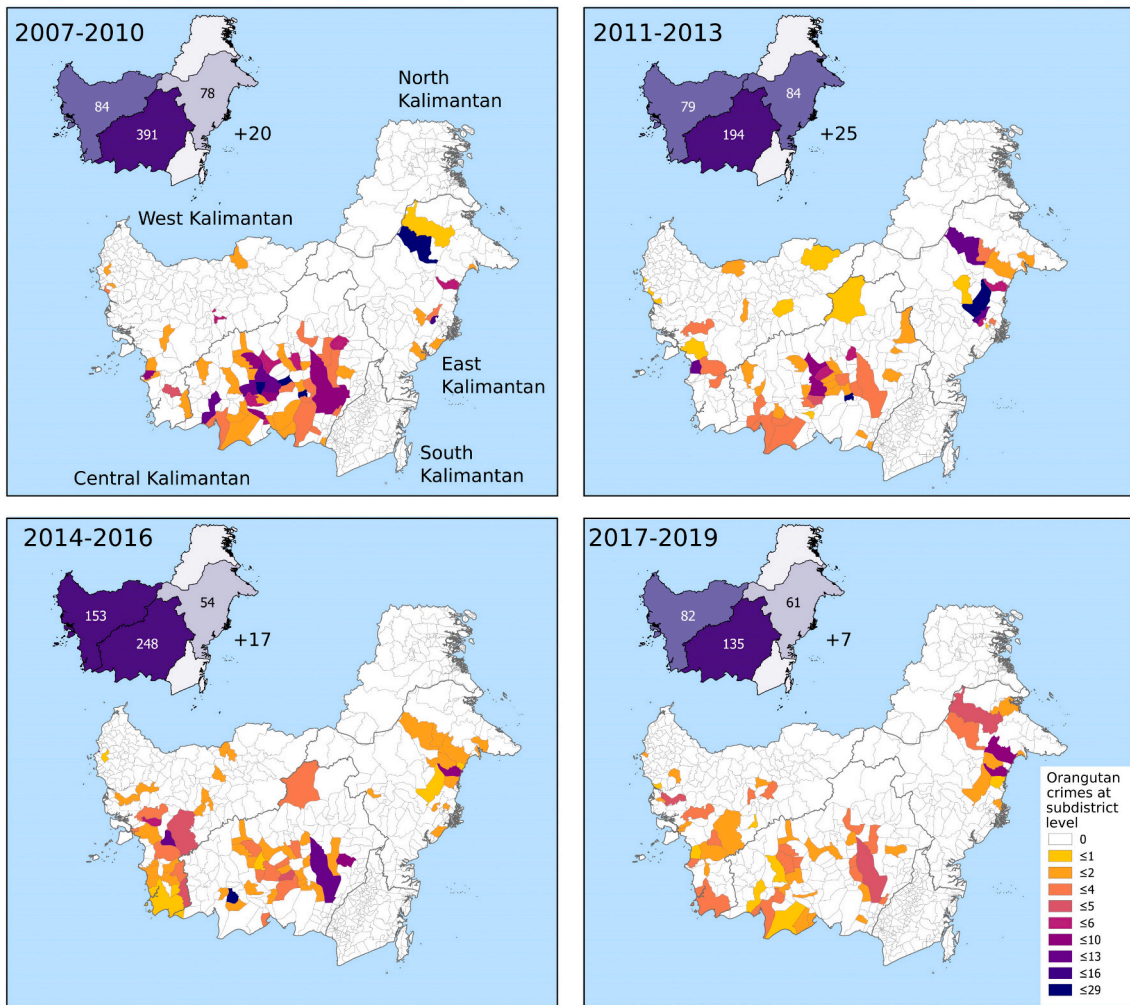 2007-2010
84
78
391
+20
North
Kalimantan
West Kalimantan
East
Kalimantan
South
Kalimantan
Central Kalimantan
2011-2013
79
84
194
+25
2014-2016
153
54
248
+17
2017-2019
82
61
135
+7
Orangutan
crimes at
subdistrict
level
0
≤1
≤2
≤4
≤5
≤6
≤10
≤13
≤16
≤29